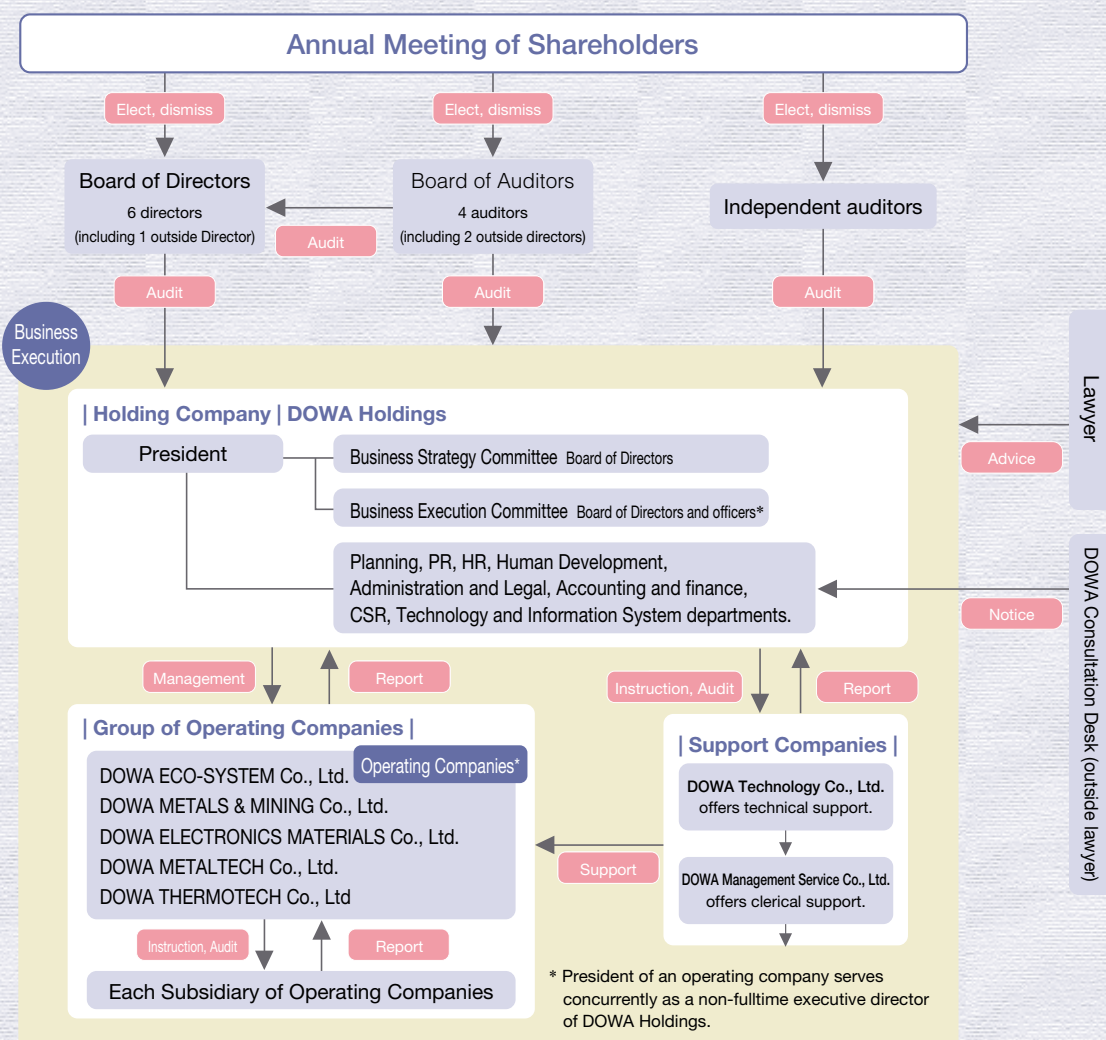 Annual Meeting of Shareholders
Elect, dismiss
Elect, dismiss
Elect, dismiss
Board of Directors
6 directors
(including 1 outside Director)
Audit
Board of Auditors
4 auditors
(including 2 outside directors)
Independent auditors
Audit
Audit
Audit
Business
Execution
| Holding Company | DOWA Holdings
President
Business Strategy Committee Board of Directors
Business Execution Committee Board of Directors and officers*
Planning, PR, HR, Human Development,
Administration and Legal, Accounting and finance,
CSR, Technology and Information System departments.
Lawyer
Advice
DOWA Consultation Desk (outside lawyer)
Notice
Management
Report
Instruction, Audit
Report
| Group of Operating Companies |
Operating Companies*
DOWA ECO-SYSTEM Co., Ltd.
DOWA METALS & MINING Co., Ltd.
DOWA ELECTRONICS MATERIALS Co., Ltd.
DOWA METALTECH Co., Ltd.
DOWA THERMOTECH Co., Ltd
Instruction, Audit
Report
Each Subsidiary of Operating Companies
Support
| Support Companies |
DOWA Technology Co., Ltd.
offers technical support.
DOWA Management Service Co., Ltd.
offers clerical support.
* President of an operating company serves
concurrently as a non-fulltime executive director
of DOWA Holdings.